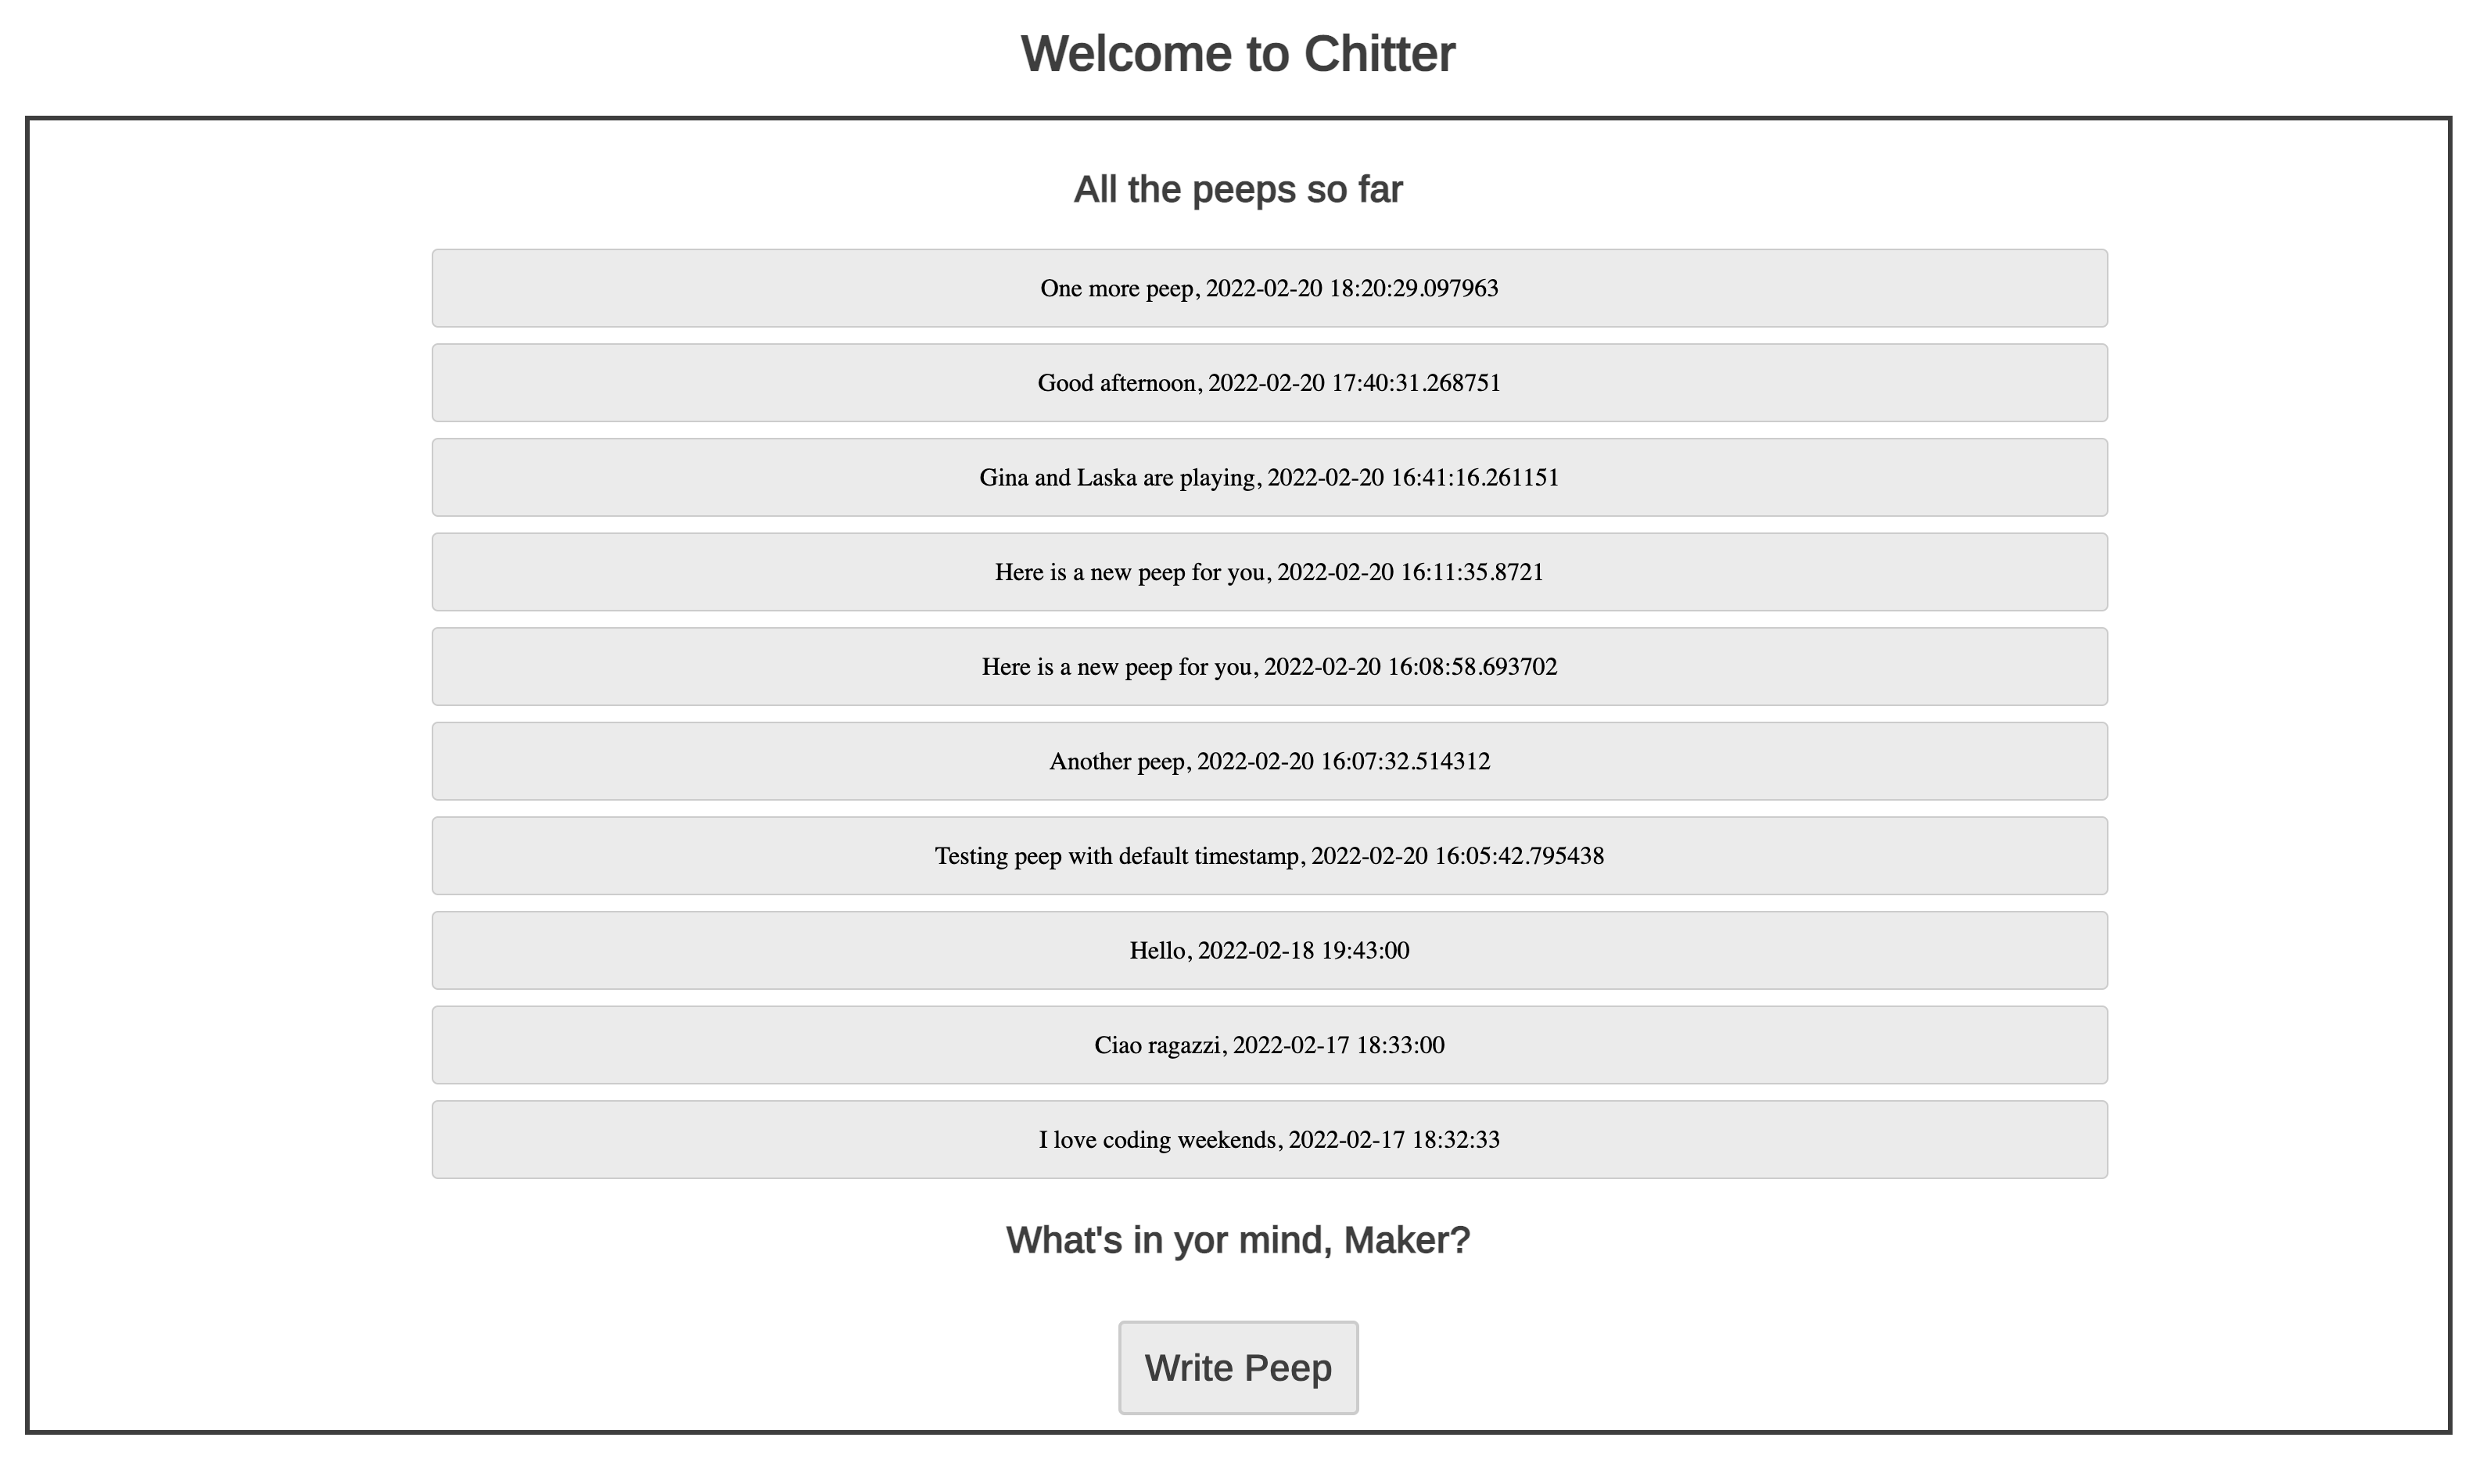 Welcome to Chitter
All the peeps so far
One more peep, 2022-02-20 18:20:29.097963
Good afternoon, 2022-02-20 17:40:31.268751
Gina and Laska are playing, 2022-02-20 16:41:16.261151
Here is a new peep for you, 2022-02-20 16:11:35.8721
Here is a new peep for you, 2022-02-20 16:08:58.693702
Another peep, 2022-02-20 16:07:32.514312
Testing peep with default timestamp, 2022-02-20 16:05:42.795438
Hello, 2022-02-18 19:43:00
Ciao ragazzi, 2022-02-17 18:33:00
I love coding weekends, 2022-02-17 18:32:33
What's in yor mind, Maker?
Write Peep